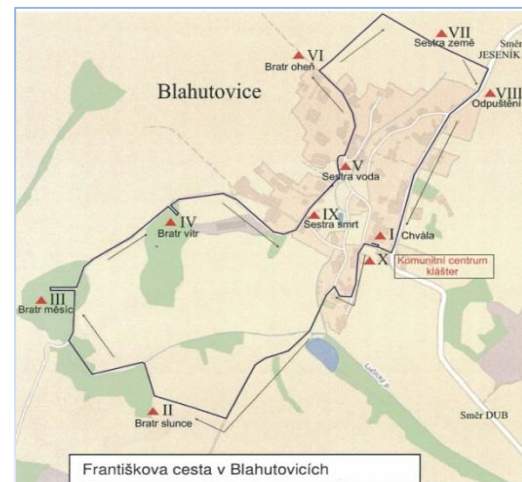 VII
Sestra země
Směr
JESENÍK
VI
Bratr oheň
Blahutovice
VIII
Odpuštění
V
Sestra voda
IV
Bratr vítr
IX
Sestra smrt
I
Chvála
X
Komunitní centrum
klášter
III
Bratr měsíc
Lučický p.
II
Bratr slunce
Směr DUB
Františkova cesta v Blahutovicích